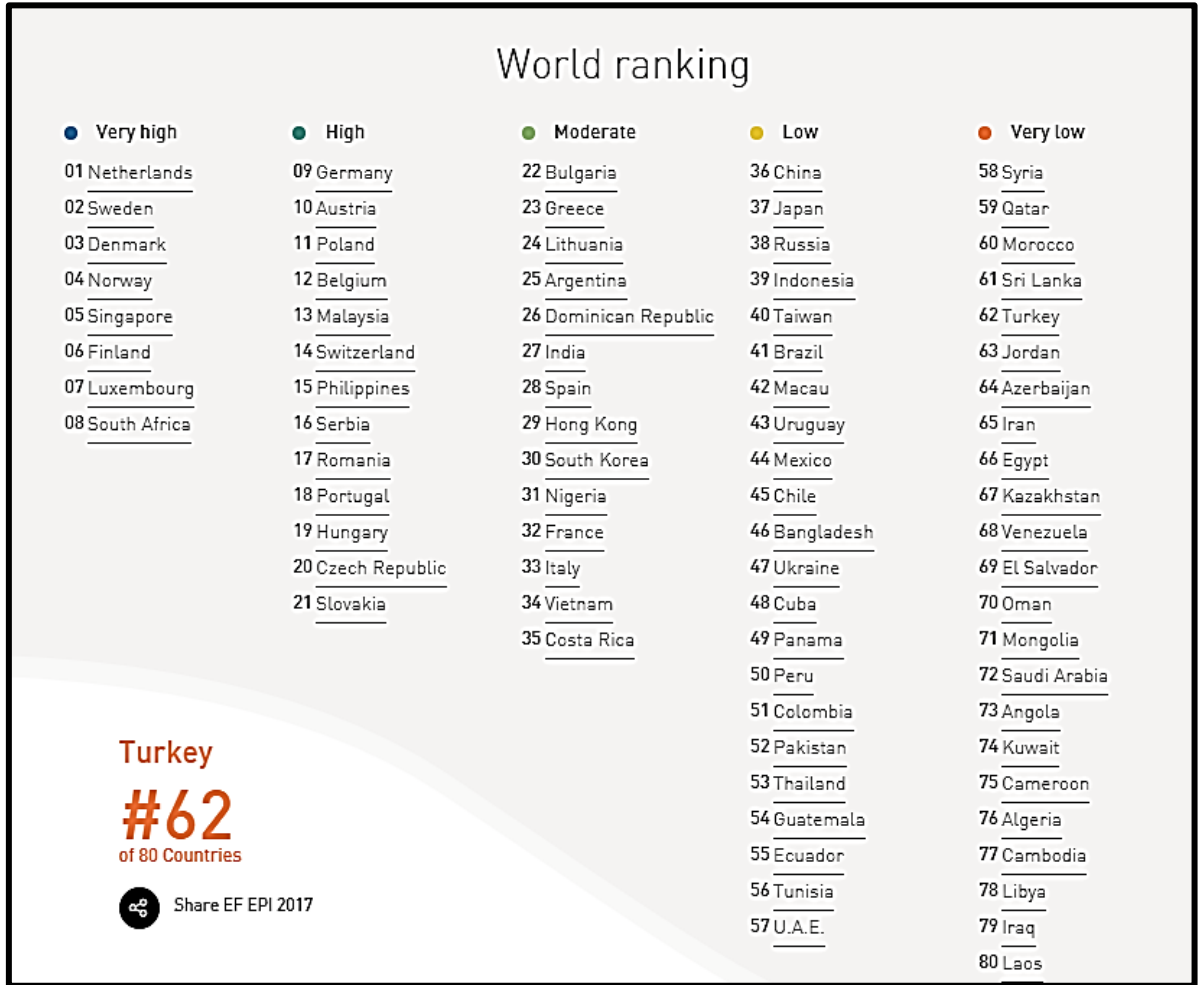 World ranking
Very high
01 Netherlands
02 Sweden
03 Denmark
04 Norway
05 Singapore
06 Finland
07 Luxembourg
08 South Africa
High
09 Germany
10 Austria
11 Poland
12 Belgium
13 Malaysia
14 Switzerland
15 Philippines
16 Serbia
17 Romania
18 Portugal
19 Hungary
20 Czech Republic
21 Slovakia
Moderate
22 Bulgaria
23 Greece
24 Lithuania
25 Argentina
26 Dominican Republic
27 India
28 Spain
29 Hong Kong
30 South Korea
31 Nigeria
32 France
33 Italy
34 Vietnam
35 Costa Rica
Low
36 China
37 Japan
38 Russia
39 Indonesia
40 Taiwan
41 Brazil
42 Macau
43 Uruguay
44 Mexico
45 Chile
46 Bangladesh
47 Ukraine
48 Cuba
49 Panama
50 Peru
51 Colombia
52 Pakistan
53 Thailand
54 Guatemala
55 Ecuador
56 Tunisia
57 U.A.E.
Very low
58 Syria
59 Qatar
60 Morocco
61 Sri Lanka
62 Turkey
63 Jordan
64 Azerbaijan
65 Iran
66 Egypt
67 Kazakhstan
68 Venezuela
69 El Salvador
70 Oman
71 Mongolia
72 Saudi Arabia
73 Angola
74 Kuwait
75 Cameroon
76 Algeria
77 Cambodia
78 Libya
79 Iraq
80 Laos
Turkey
#62
of 80 Countries
Share EF EPI 2017